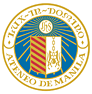 LUX-IN-DOMINO
IHS
ATENEO DE MANILA